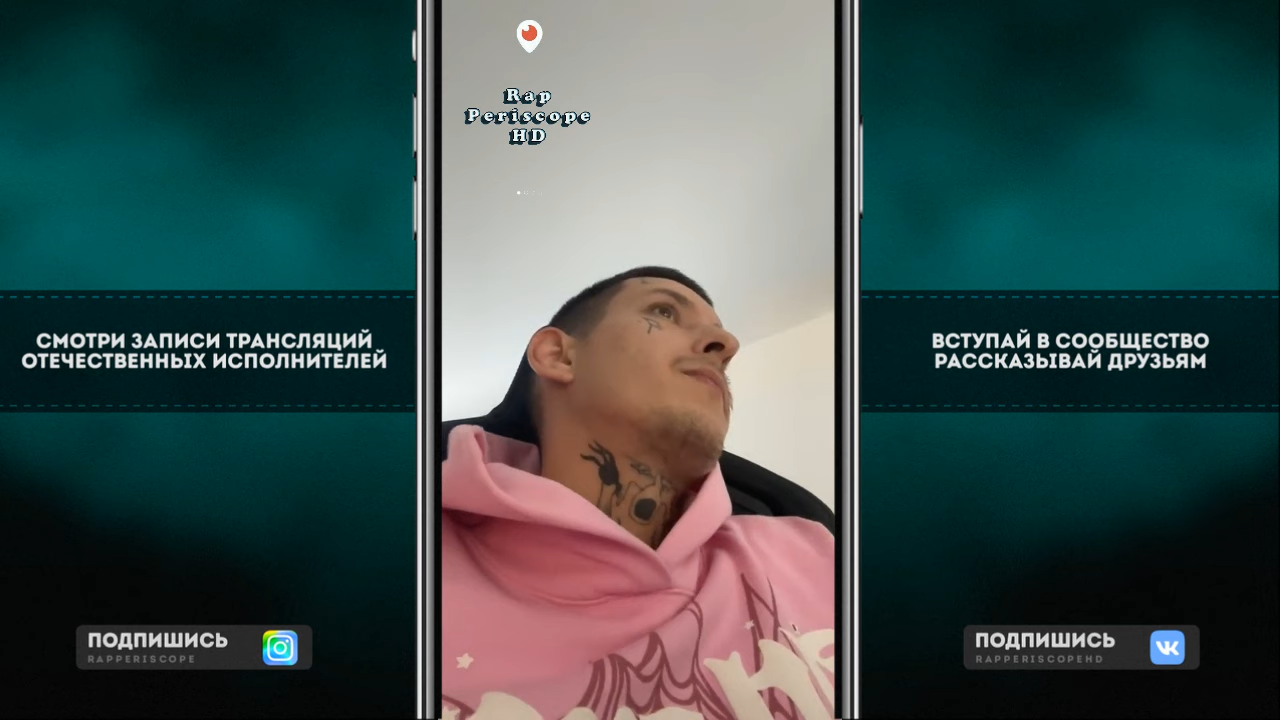 Rap
Periscope
HD
СМОТРИ ЗАПИСИ ТРАНСЛЯЦИЙ
ОТЕЧЕСТВЕННЫХ ИСПОЛНИТЕЛЕЙ
ВСТУПАЙ В СООБЩЕСТВО
РАССКАЗЫВАЙ ДРУЗЬЯМ
ПОДПИШИСЬ
RAPPERISCOPE
ПОДПИШИСЬ
RAPPERISCOPEHD